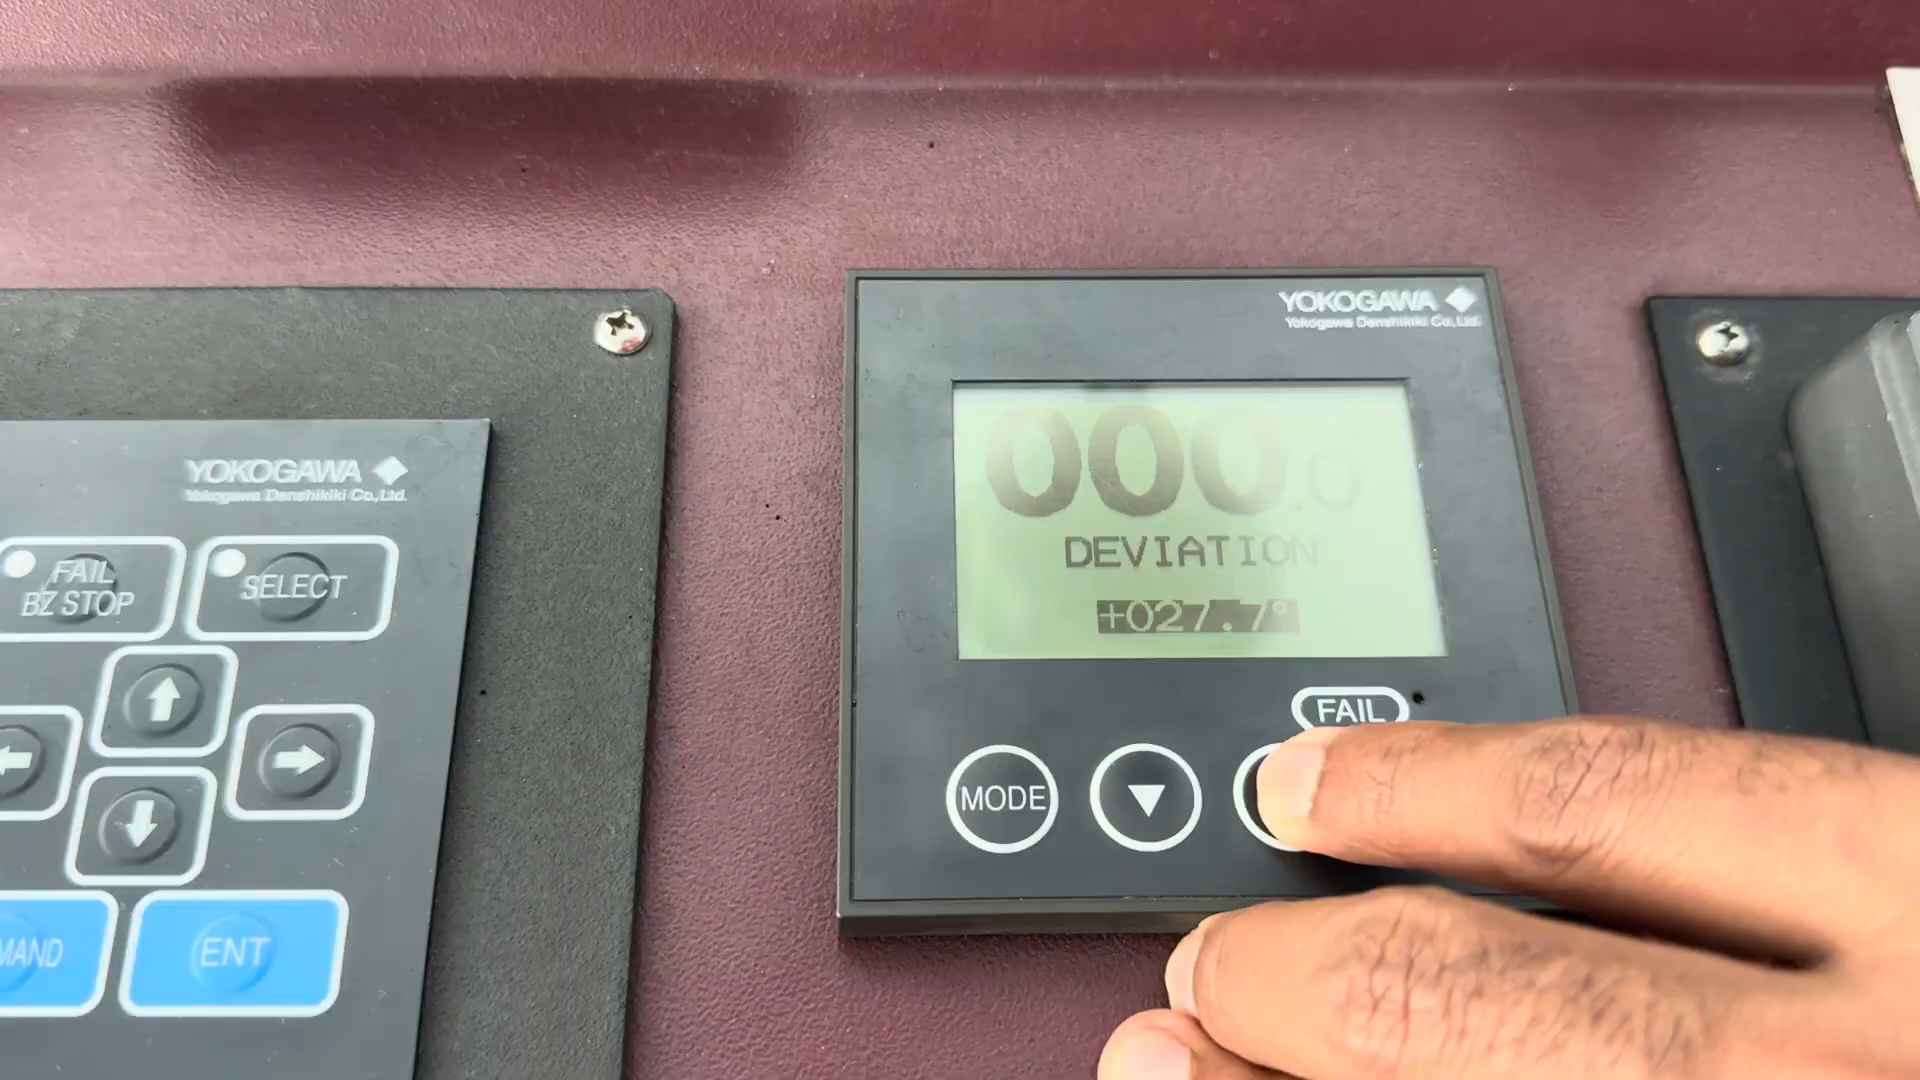 YOKOGAWA
Yokogawa Denshikiki Co., Ltd.
FAIL
BZ STOP
SELECT
MAND
ENT
YOKOGAWA
Yokogawa Denshikiki Co., Ltd.
000.0
DEVIATION
+027.7°
FAIL
MODE